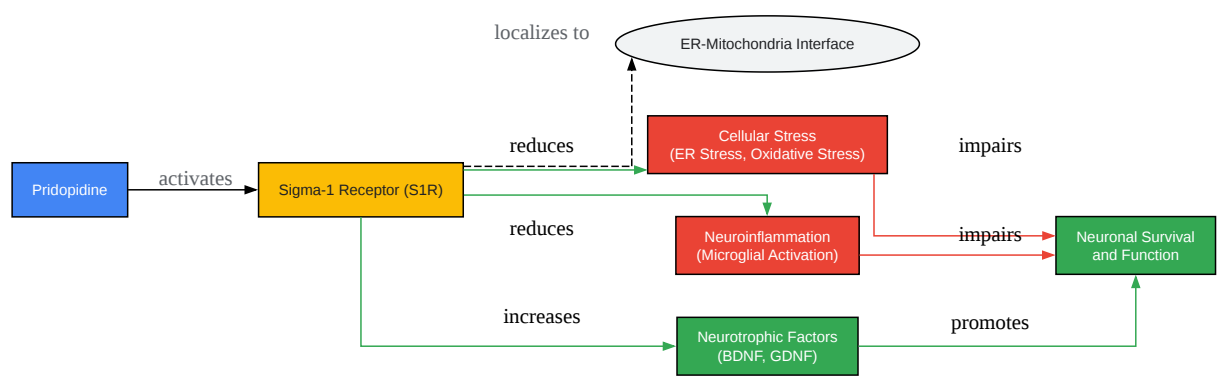 localizes to
ER-Mitochondria Interface
reduces
Cellular Stress
(ER Stress, Oxidative Stress)
impairs
Pridopidine
activates
Sigma-1 Receptor (S1R)
reduces
Neuroinflammation
(Microglial Activation)
impairs
Neuronal Survival
and Function
increases
Neurotrophic Factors
(BDNF, GDNF)
promotes